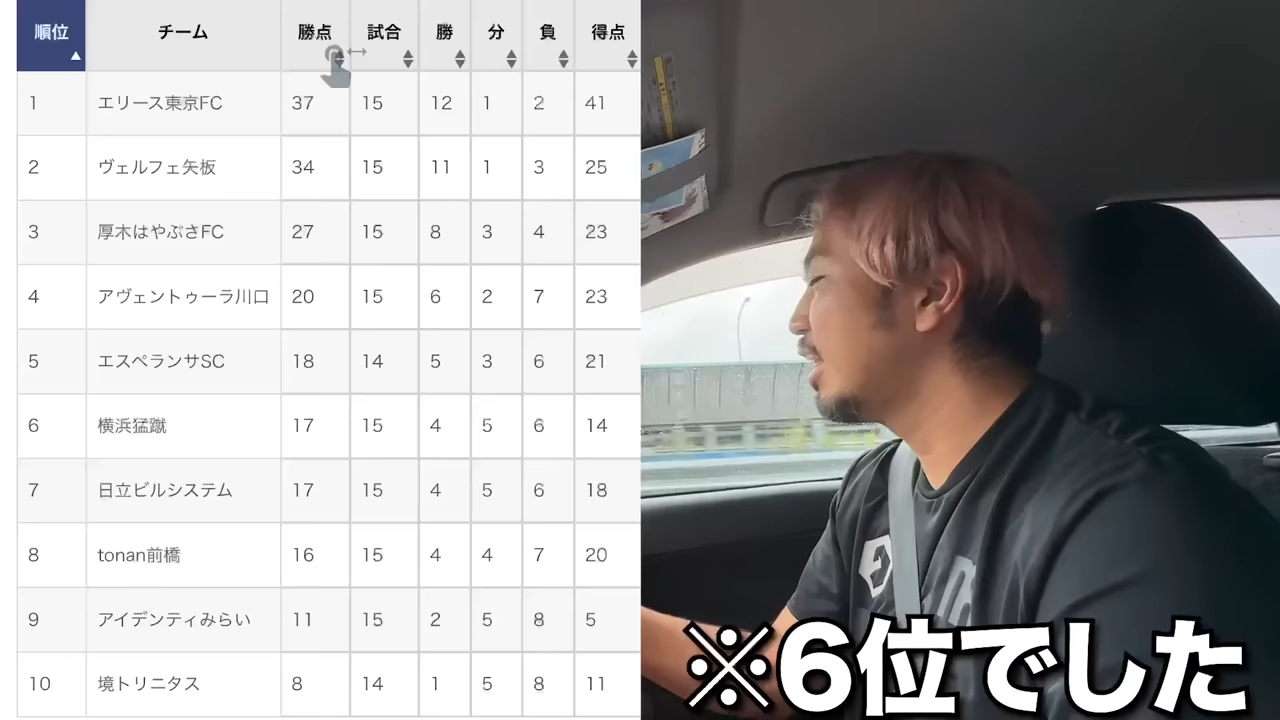 順位 チーム 勝点 試合 勝 分 負 得点
1 エリース東京FC 37 15 12 1 2 41
2 ヴェルフェ矢板 34 15 11 1 3 25
3 厚木はやぶさFC 27 15 8 3 4 23
4 アヴェントゥーラ川口 20 15 6 2 7 23
5 エスペランサSC 18 14 5 3 6 21
6 横浜猛蹴 17 15 4 5 6 14
7 日立ビルシステム 17 15 4 5 6 18
8 tonan前橋 16 15 4 4 7 20
9 アイデンティみらい 11 15 2 5 8 5
10 境トリニタス 8 14 1 5 8 11
※6位でした